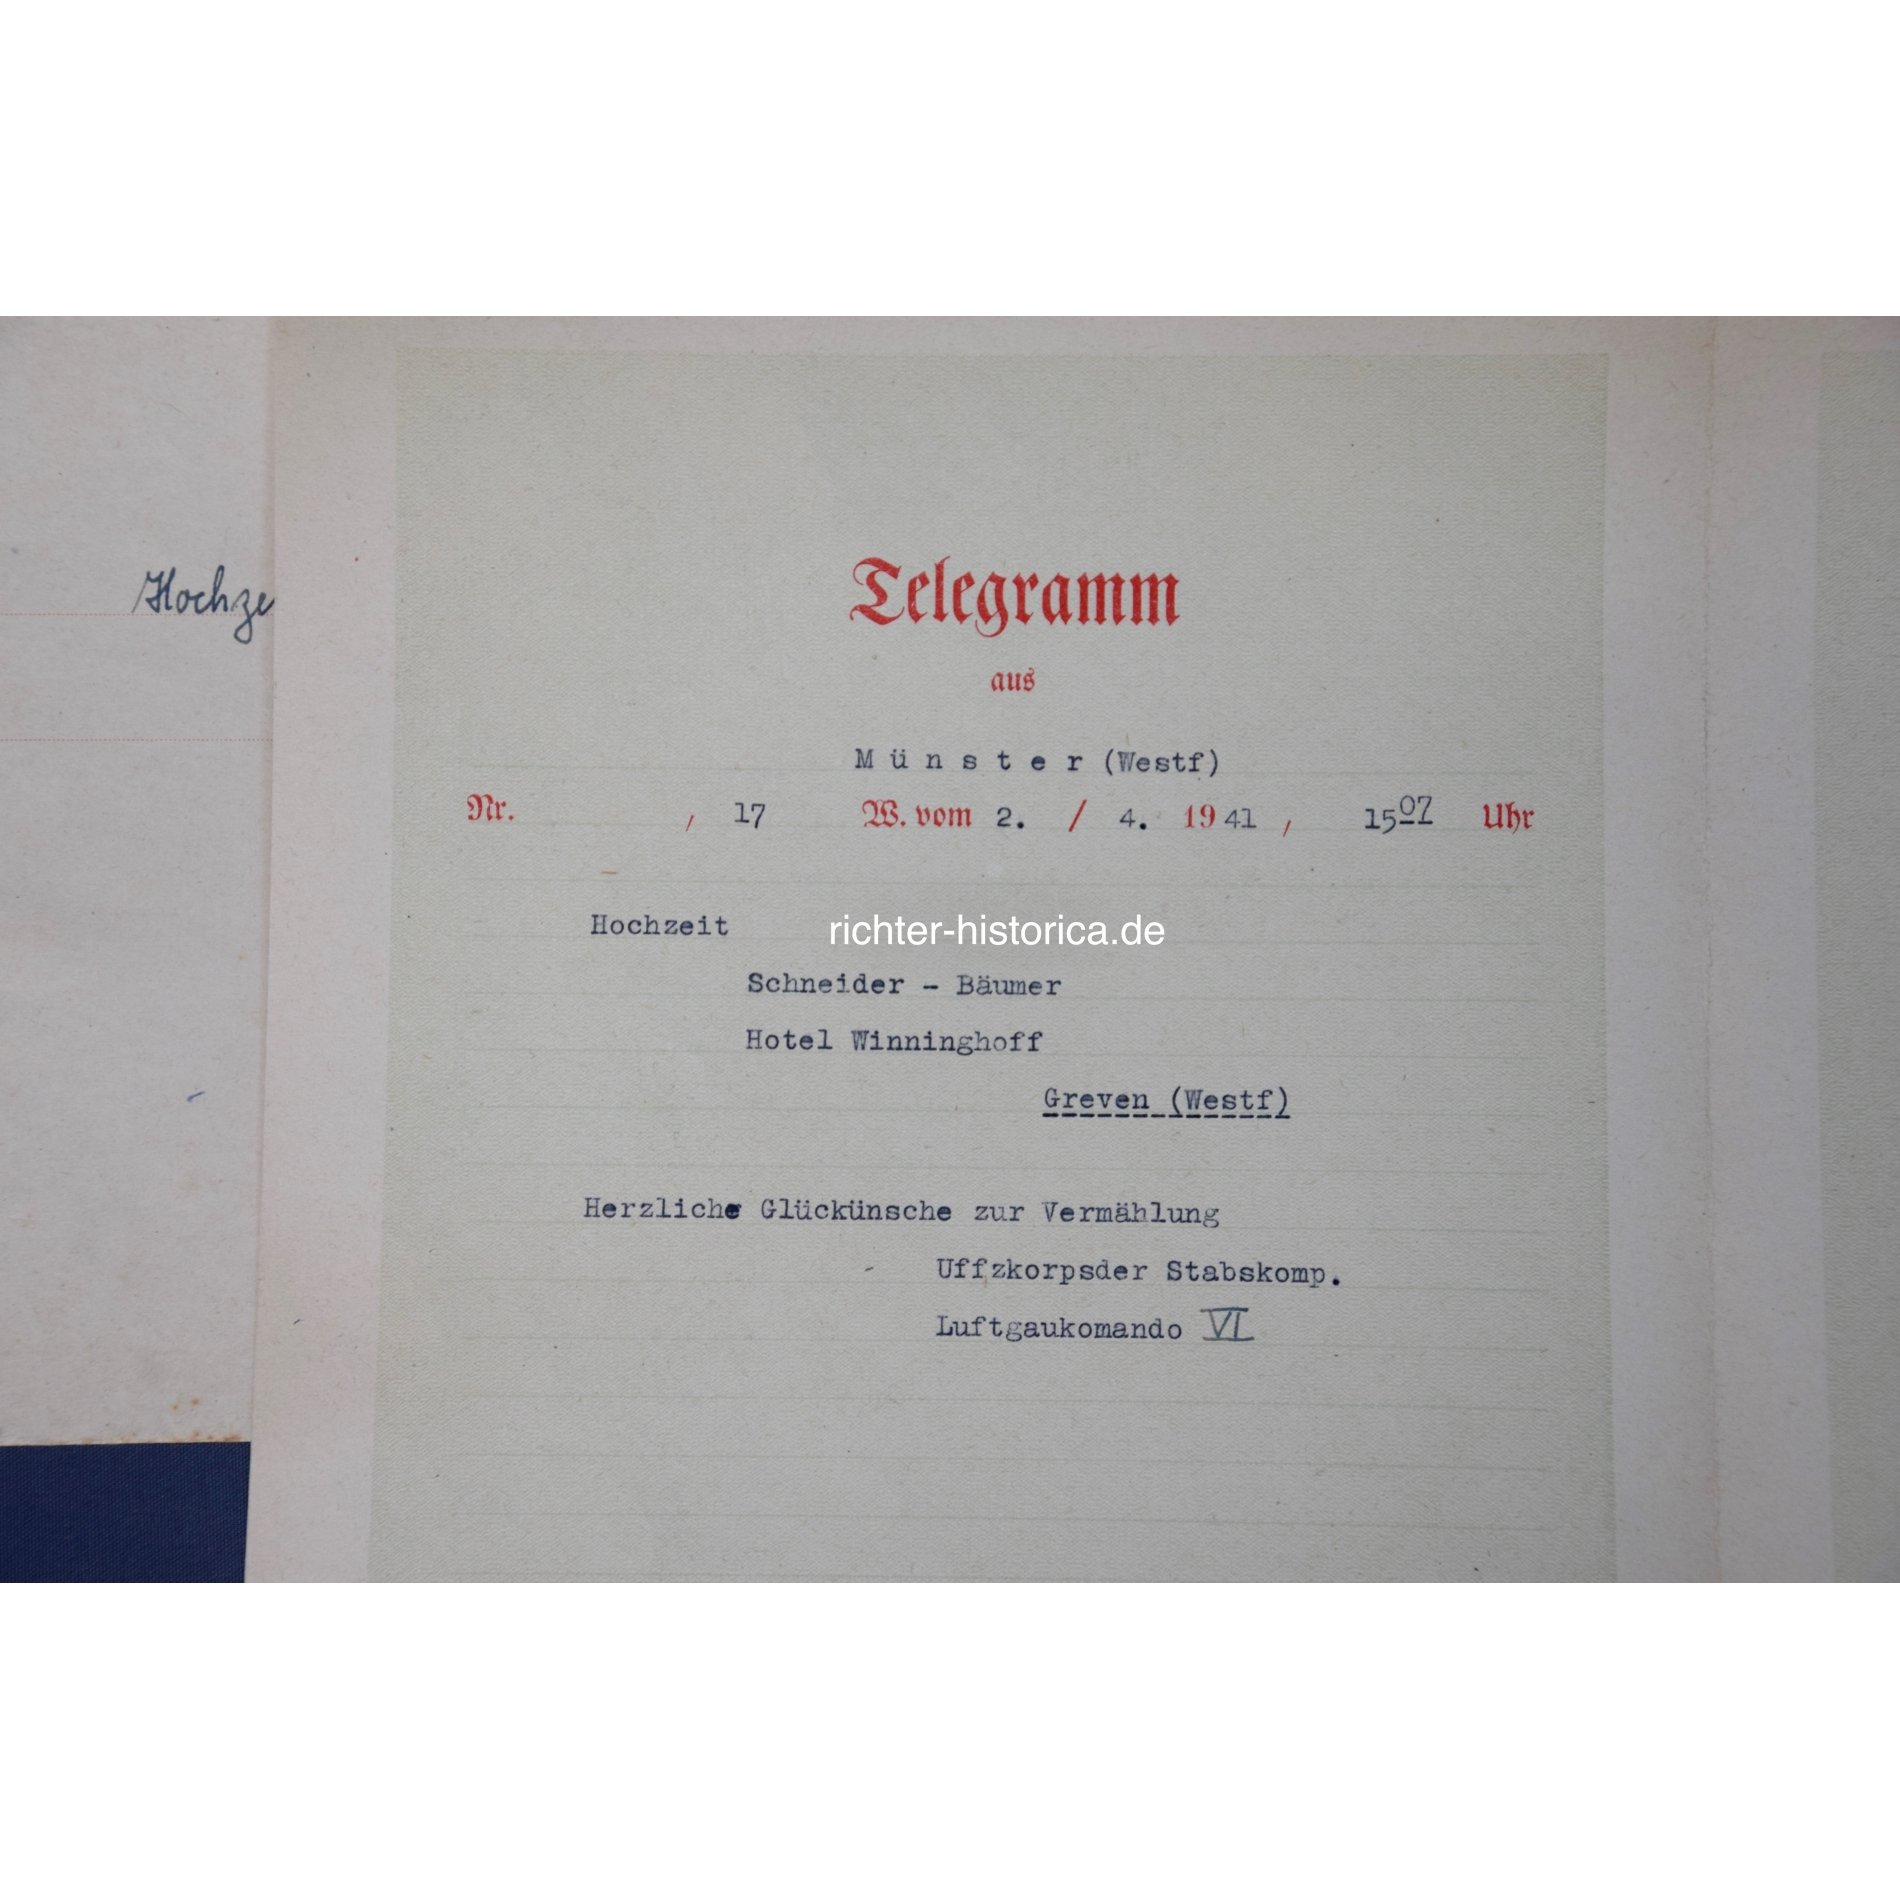 Telegramm
aus
Münster (Westf)
Nr. , 17 W. vom 2. / 4. 1941, 15 07 Uhr
Hochze
Hochzeit
richter-historica.de
Schneider - Bäumer
Hotel Winninghoff
Greven (Westf)
Herzliche Glückünsche zur Vermählung
Uffzkorpsder Stabskomp.
Luftgaukomando VI